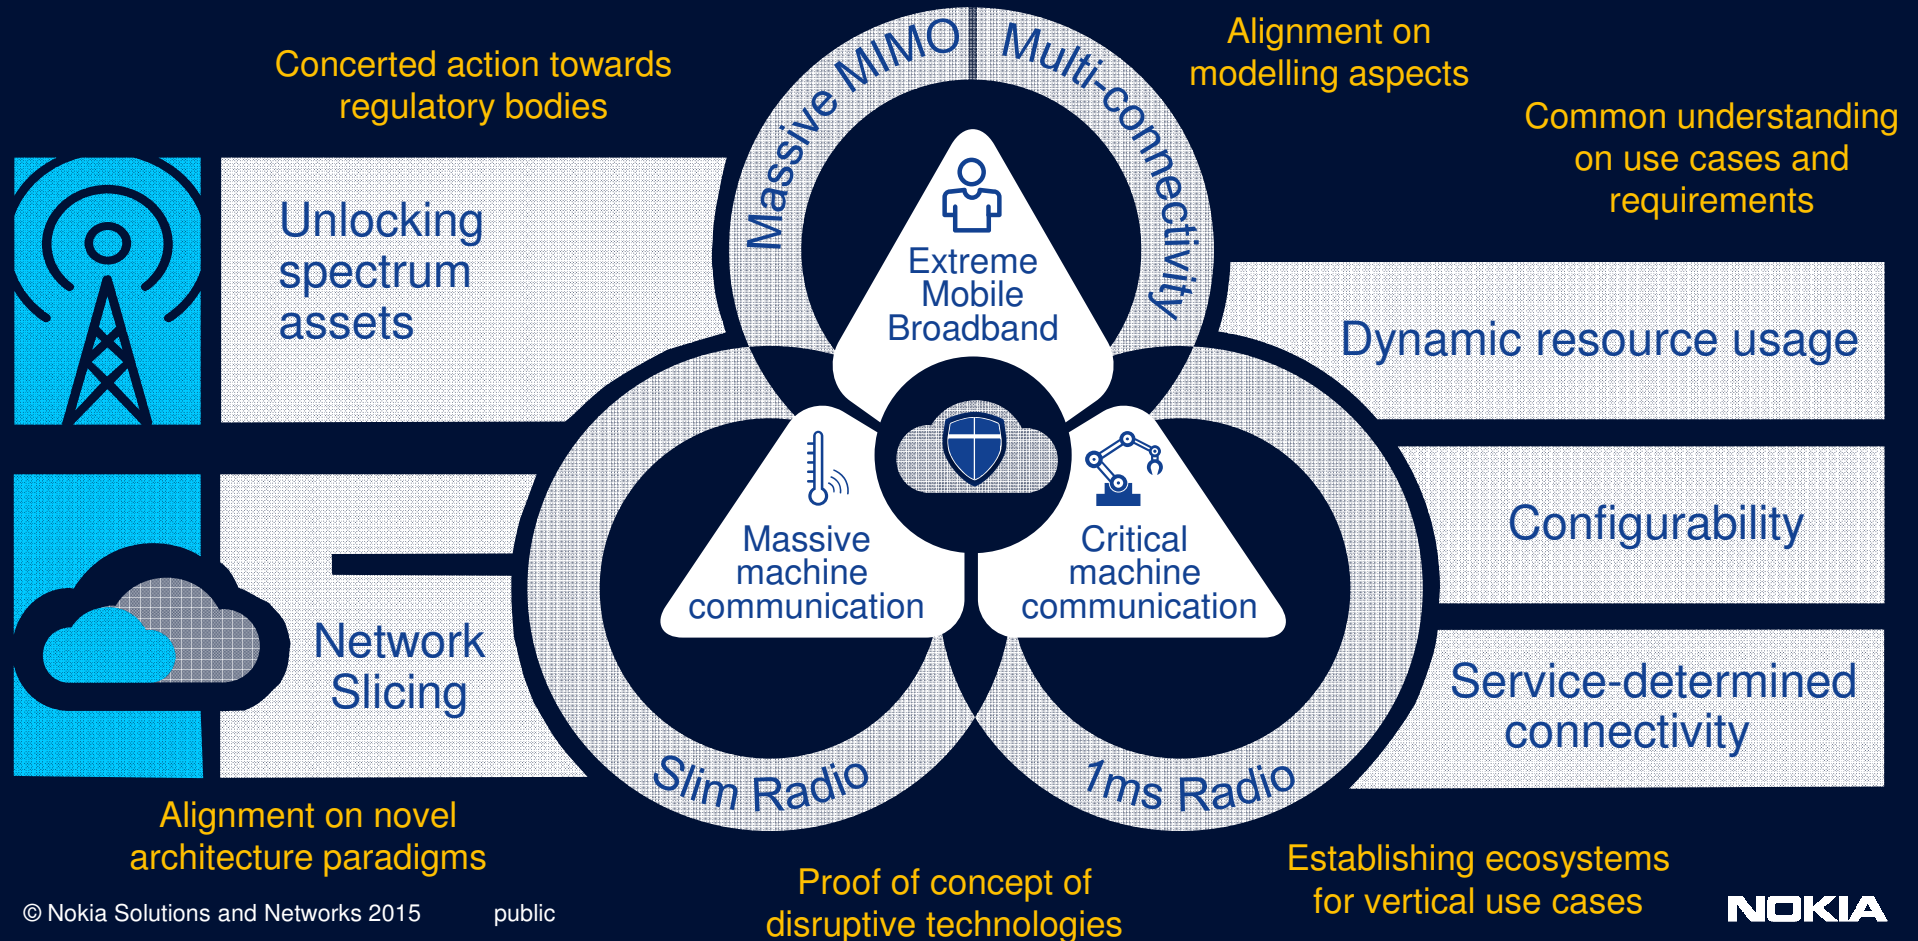 Concerted action towards
regulatory bodies
Alignment on
modelling aspects
Common understanding
on use cases and
requirements
Massive MIMO
Multi-connectivity
Unlocking
spectrum
assets
Extreme
Mobile
Broadband
Dynamic resource usage
Configurability
Massive
machine
communication
Critical
machine
communication
Network
Slicing
Service-determined
connectivity
Slim Radio
1ms Radio
Alignment on novel
architecture paradigms
Proof of concept of
disruptive technologies
Establishing ecosystems
for vertical use cases
© Nokia Solutions and Networks 2015 public
NOKIA